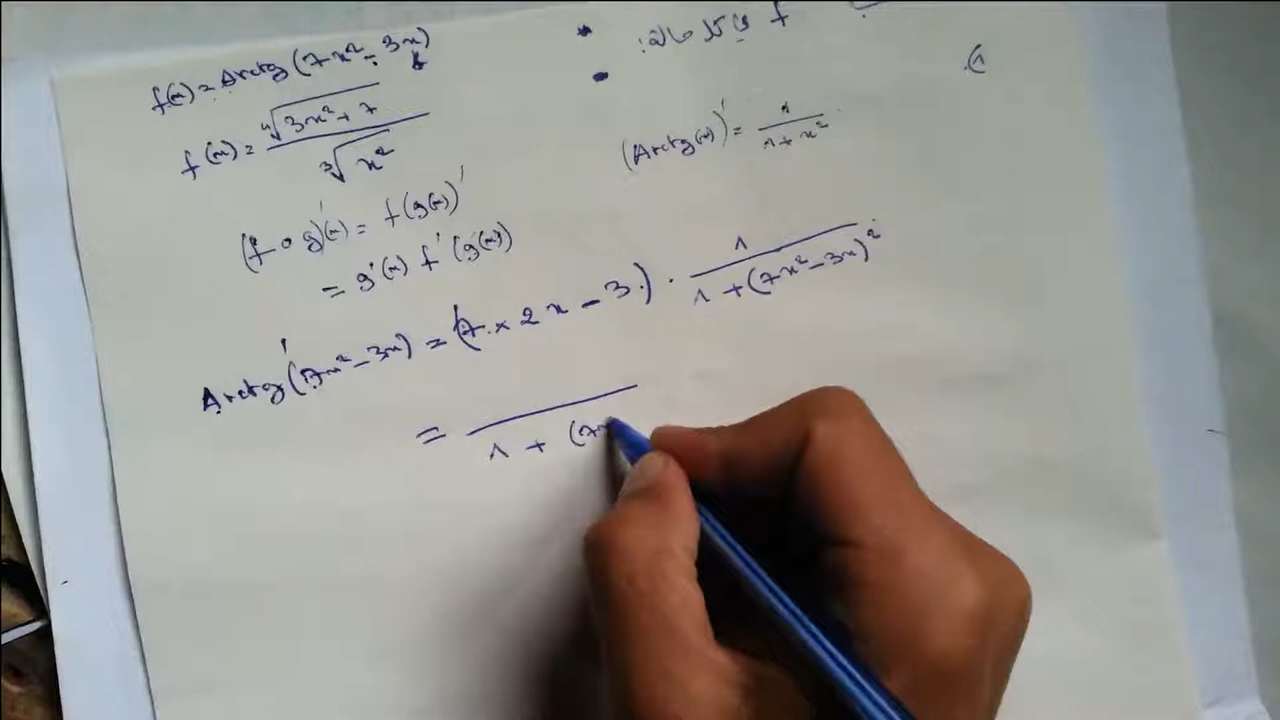 f(x) = Arctg(7x² - 3x)
f(x) = ⁴√(3x² + 7) / ³√(x²)
(Arctg(x))' = 1 / (1 + x²)
(f ∘ g)'(x) = f(g(x))'
= g'(x) f'(g(x))
Arctg'(7x² - 3x) = (7 × 2x - 3) · 1 / (1 + (7x² - 3x)²
= / 1 + (7x